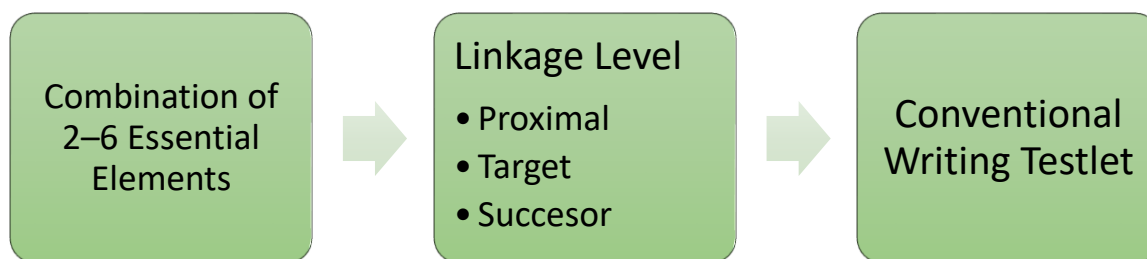 Combination of
2–6 Essential
Elements
Linkage Level
• Proximal
• Target
• Succesor
Conventional
Writing Testlet